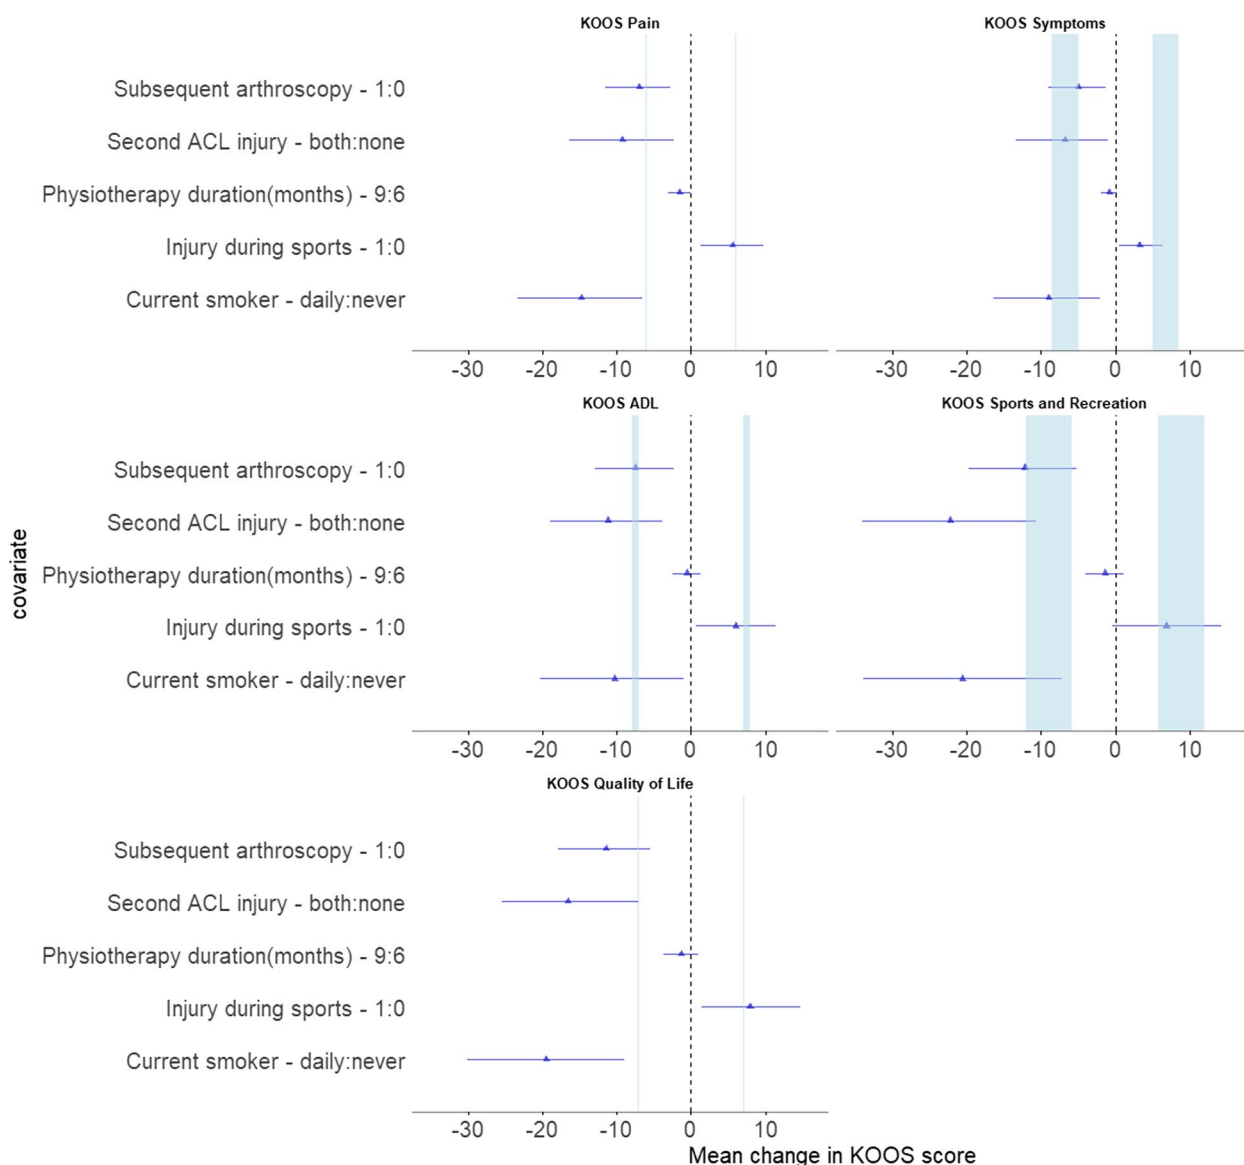 KOOS Pain
KOOS Symptoms
Subsequent arthroscopy - 1:0
Second ACL injury - both:none
Physiotherapy duration(months) - 9:6
Injury during sports - 1:0
Current smoker - daily:never
-30 -20 -10 0 10
-30 -20 -10 0 10
KOOS ADL
KOOS Sports and Recreation
Subsequent arthroscopy - 1:0
Second ACL injury - both:none
Physiotherapy duration(months) - 9:6
Injury during sports - 1:0
Current smoker - daily:never
-30 -20 -10 0 10
-30 -20 -10 0 10
covariate
KOOS Quality of Life
Subsequent arthroscopy - 1:0
Second ACL injury - both:none
Physiotherapy duration(months) - 9:6
Injury during sports - 1:0
Current smoker - daily:never
-30 -20 -10 0 10
Mean change in KOOS score